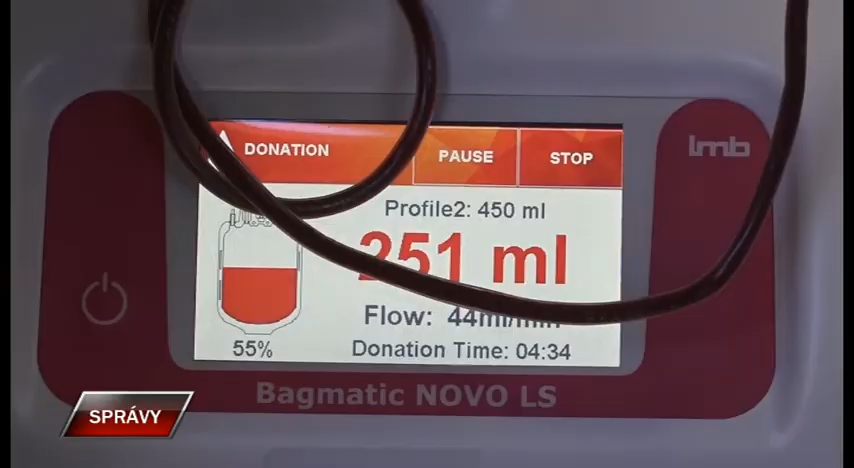 DONATION
PAUSE
STOP
lmb
Profile2: 450 ml
251 ml
Flow: 44ml/min
55%
Donation Time: 04:34
Bagmatic NOVO LS
SPRÁVY